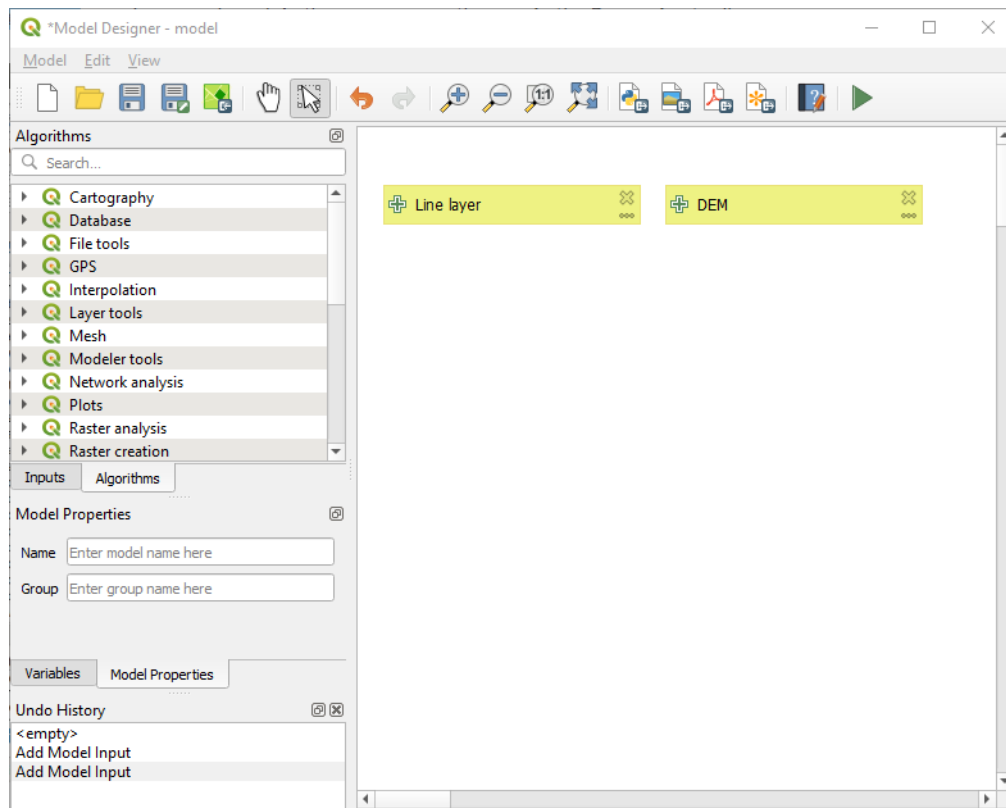 *Model Designer - model
Model Edit View
1:1
Algorithms
Search...
Cartography
Database
File tools
GPS
Interpolation
Layer tools
Mesh
Modeler tools
Network analysis
Plots
Raster analysis
Raster creation
Inputs Algorithms
Model Properties
Name Enter model name here
Group Enter group name here
Variables Model Properties
Undo History
<empty>
Add Model Input
Add Model Input
Line layer
DEM